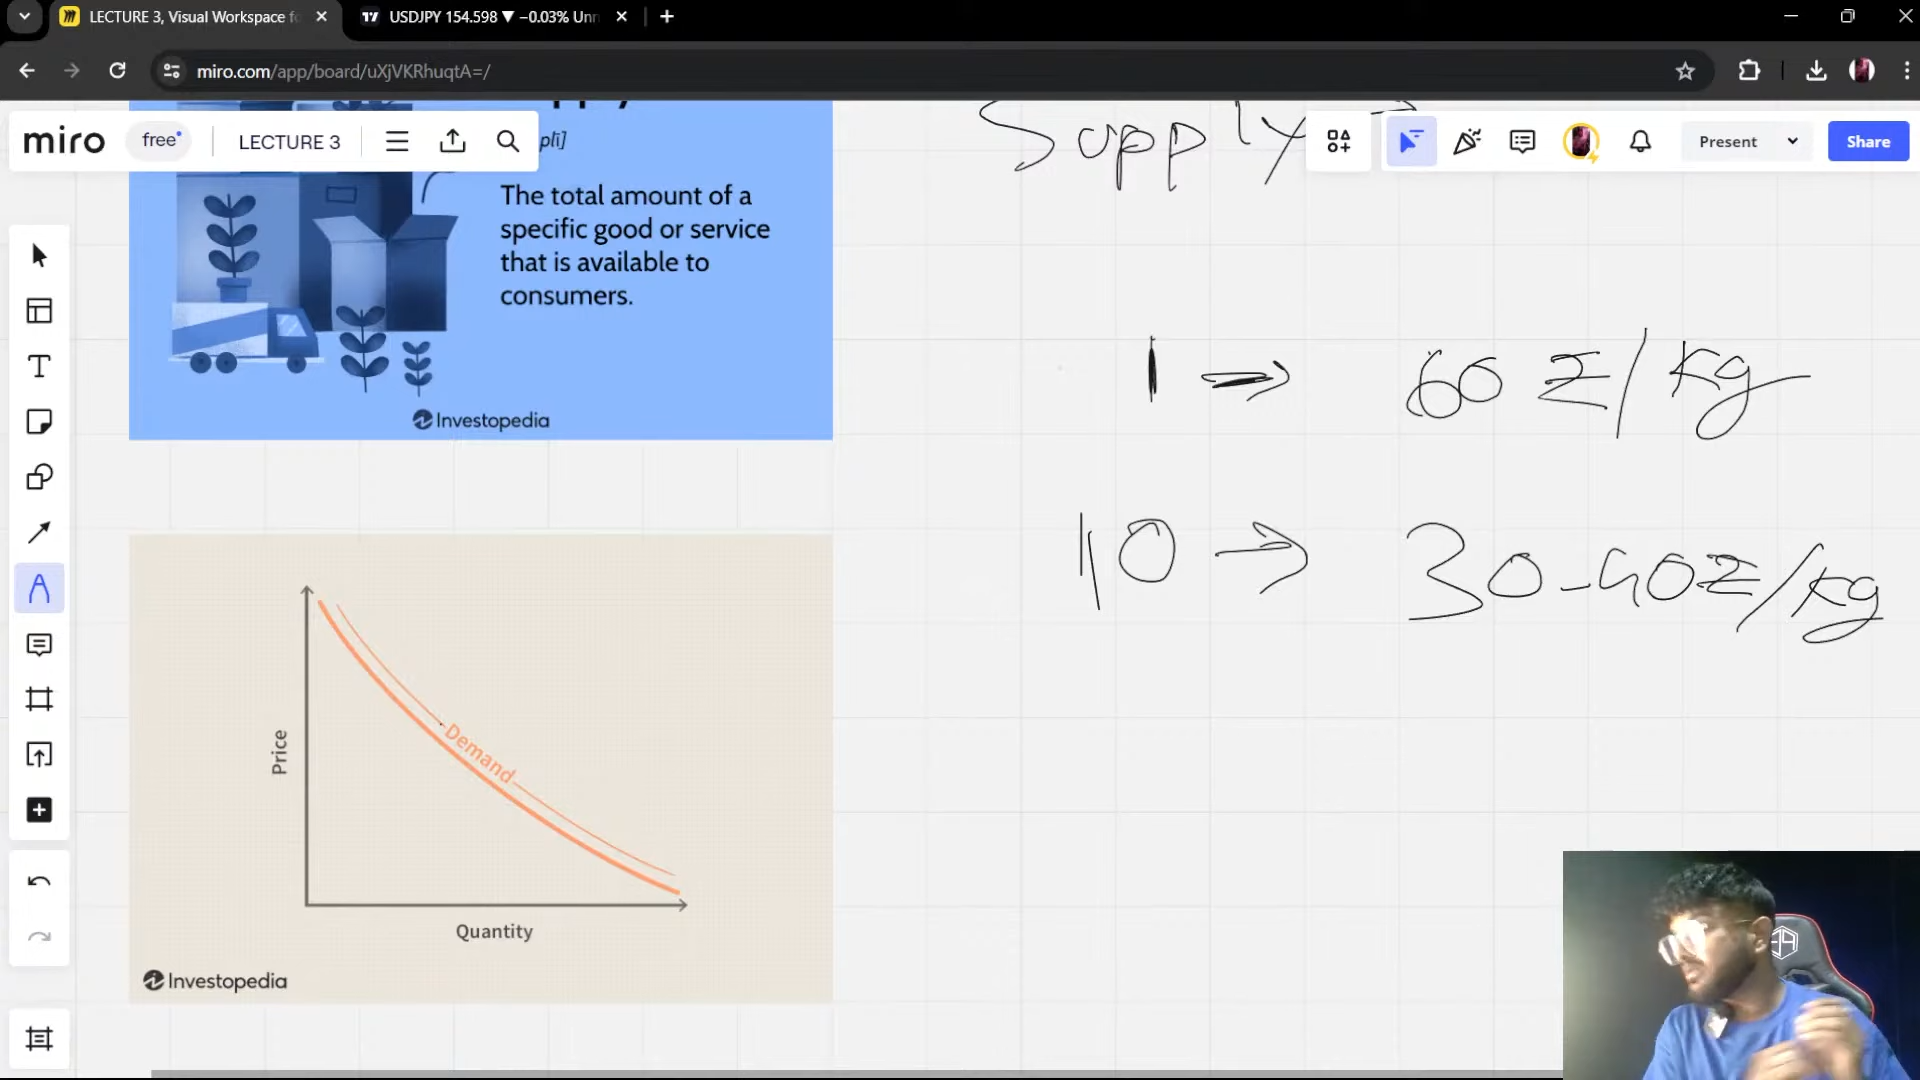 LECTURE 3, Visual Workspace fo
USDJPY 154.598 ▼ −0.03% Unn
miro.com/app/board/uXjVKRhuqtA=/
miro
free
LECTURE 3
Present
Share
plī]
The total amount of a
specific good or service
that is available to
consumers.
Investopedia
Supply
1 → 60 ₹/kg
10 → 30-40₹/kg
Demand
Price
Quantity
Investopedia